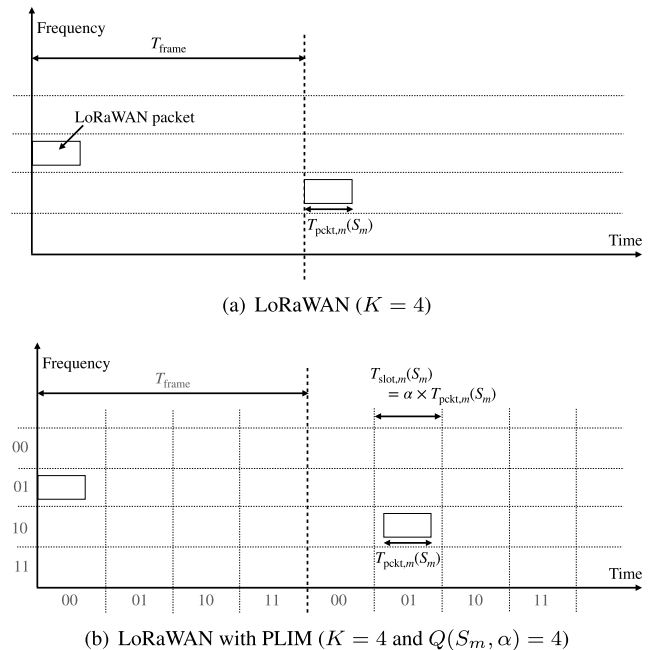 Frequency
T_frame
LoRaWAN packet
T_pckt,m(S_m)
Time
(a) LoRaWAN (K = 4)
Frequency
T_frame
T_slot,m(S_m)
= α × T_pckt,m(S_m)
00
01
10
T_pckt,m(S_m)
11
Time
00 01 10 11 00 01 10 11
(b) LoRaWAN with PLIM (K = 4 and Q(S_m, α) = 4)